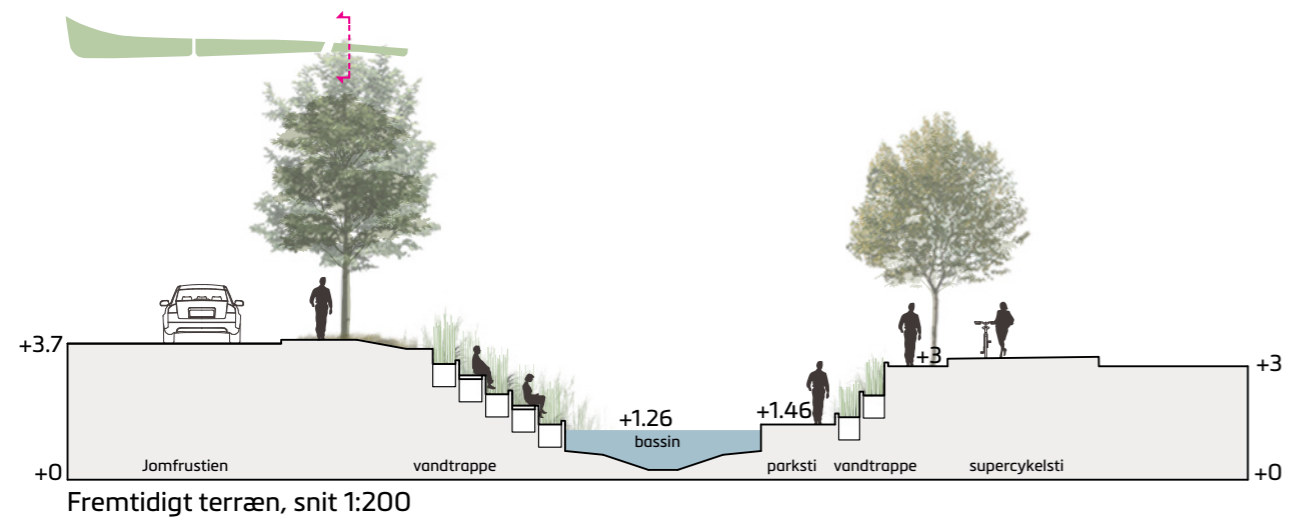 +3.7
+3
+3
+1.26
+1.46
bassin
+0
Jomfrustien
vandtrappe
parksti
vandtrappe
supercykelsti
+0
Fremtidigt terræn, snit 1:200